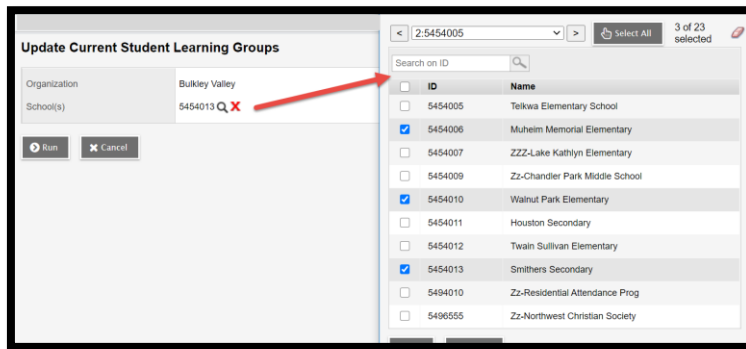 Update Current Student Learning Groups
Organization Bulkley Valley
School(s) 5454013 X
Run Cancel
< 2:5454005 > Select All 3 of 23 selected
Search on ID
ID Name
5454005 Telkwa Elementary School
5454006 Muheim Memorial Elementary
5454007 ZZZ-Lake Kathlyn Elementary
5454009 Zz-Chandler Park Middle School
5454010 Walnut Park Elementary
5454011 Houston Secondary
5454012 Twain Sullivan Elementary
5454013 Smithers Secondary
5494010 Zz-Residential Attendance Prog
5496555 Zz-Northwest Christian Society